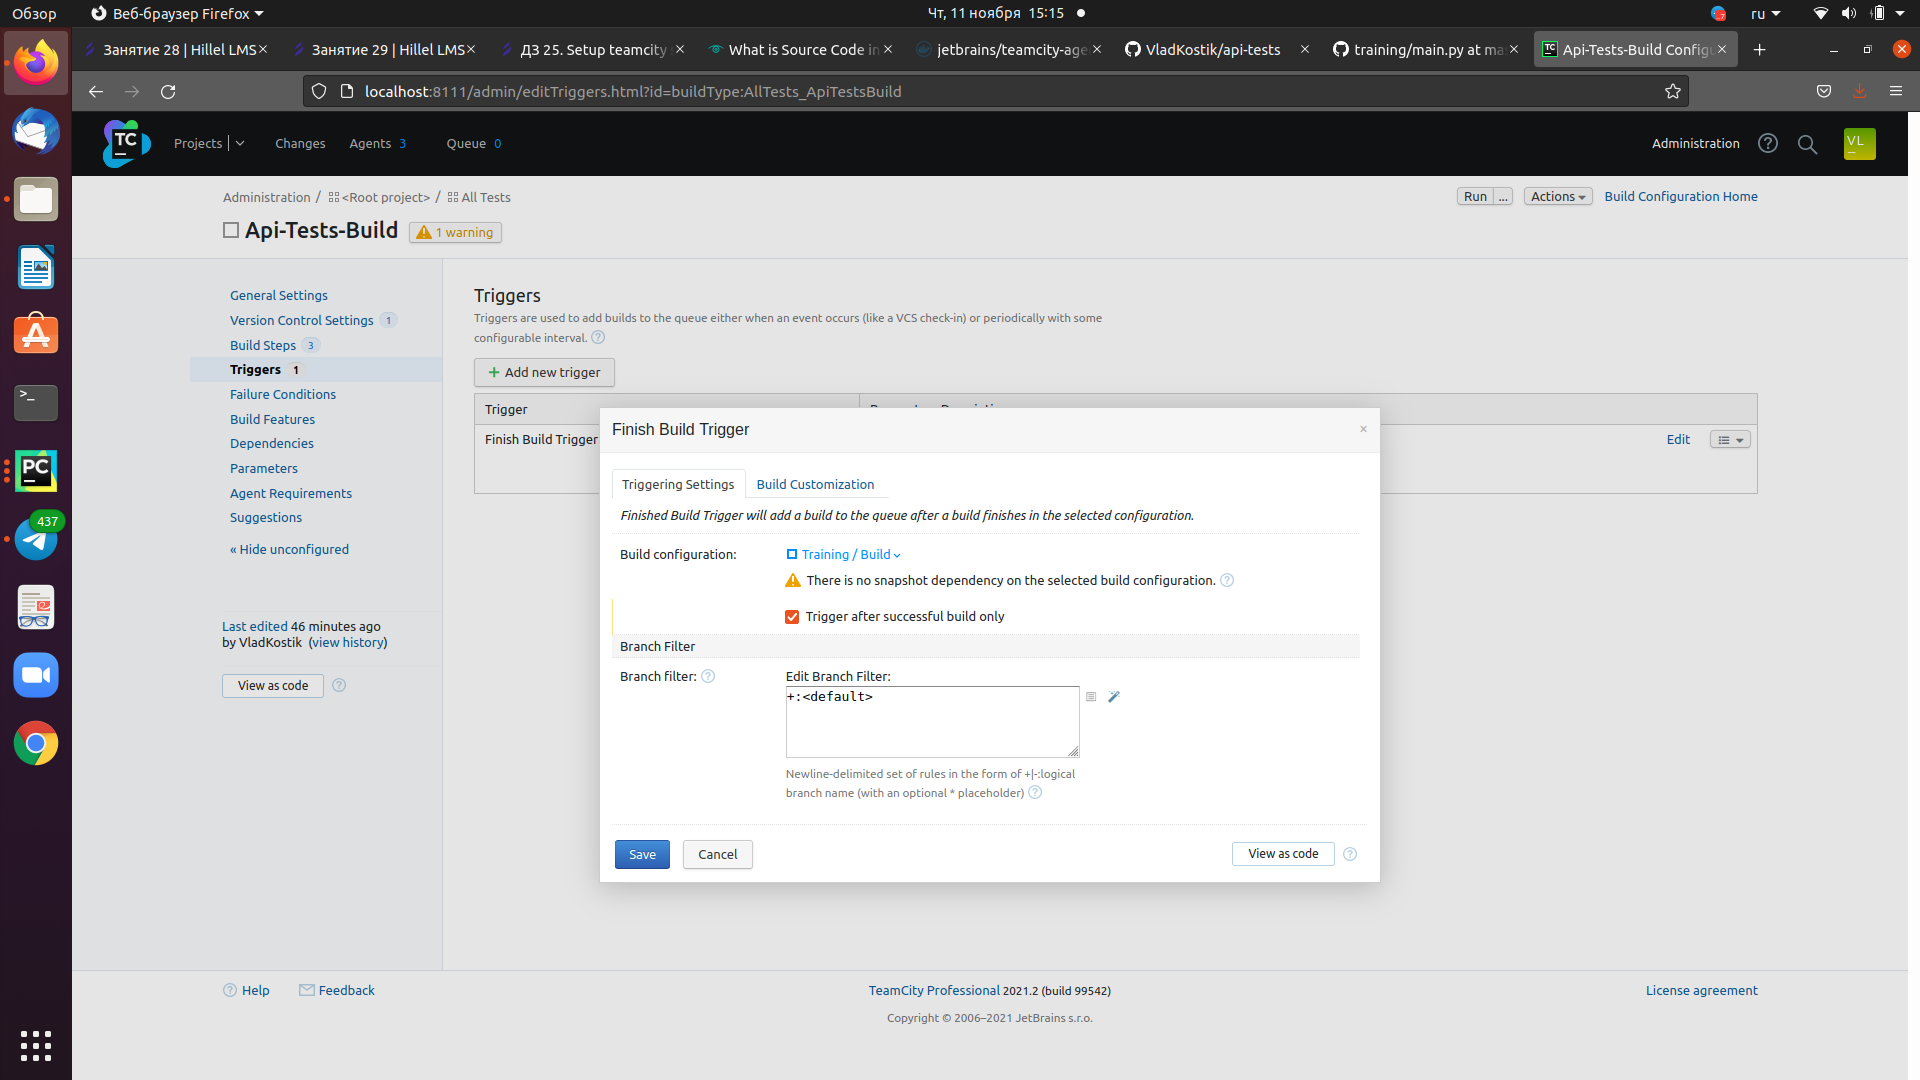 Обзор
Веб-браузер Firefox
Чт, 11 ноября 15:15
ru
Занятие 28 | Hillel LMS
Занятие 29 | Hillel LMS
ДЗ 25. Setup teamcity
What is Source Code in
jetbrains/teamcity-age
VladKostik/api-tests
training/main.py at ma
Api-Tests-Build Config
localhost:8111/admin/editTriggers.html?id=buildType:AllTests_ApiTestsBuild
TC
Projects
Changes
Agents 3
Queue 0
Administration
VL
Administration / <Root project> / All Tests
Run ...
Actions
Build Configuration Home
Api-Tests-Build
1 warning
General Settings
Version Control Settings 1
Build Steps 3
Triggers 1
Failure Conditions
Build Features
Dependencies
Parameters
Agent Requirements
Suggestions
« Hide unconfigured
Last edited 46 minutes ago
by VladKostik (view history)
View as code
Triggers
Triggers are used to add builds to the queue either when an event occurs (like a VCS check-in) or periodically with some
configurable interval.
+ Add new trigger
Trigger
Finish Build Trigger
Edit
Finish Build Trigger
Triggering Settings
Build Customization
Finished Build Trigger will add a build to the queue after a build finishes in the selected configuration.
Build configuration:
Training / Build
There is no snapshot dependency on the selected build configuration.
Trigger after successful build only
Branch Filter
Branch filter:
Edit Branch Filter:
+:<default>
Newline-delimited set of rules in the form of +|-:logical
branch name (with an optional * placeholder)
Save
Cancel
View as code
PC
437
Help
Feedback
TeamCity Professional 2021.2 (build 99542)
License agreement
Copyright © 2006–2021 JetBrains s.r.o.